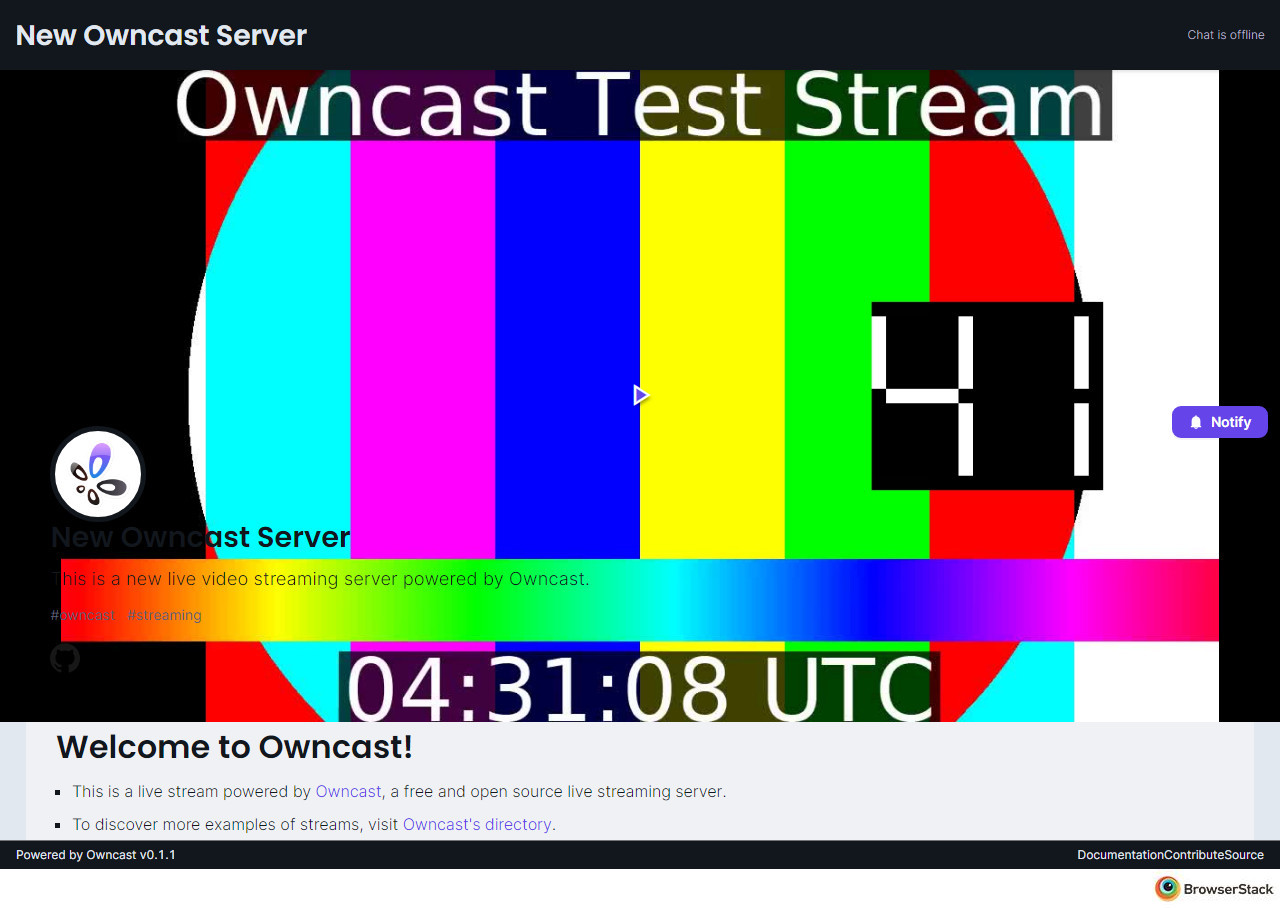 New Owncast Server
Chat is offline
Owncast Test Stream
41
Notify
New Owncast Server
This is a new live video streaming server powered by Owncast.
#owncast #streaming
04:31:08 UTC
Welcome to Owncast!
This is a live stream powered by Owncast, a free and open source live streaming server.
To discover more examples of streams, visit Owncast's directory.
Powered by Owncast v0.1.1
DocumentationContributeSource
BrowserStack